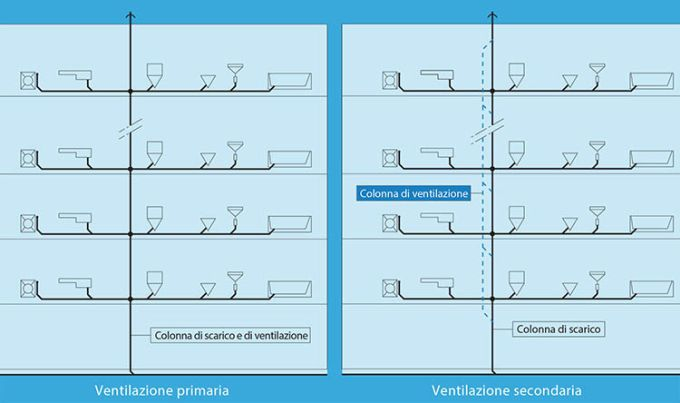 Colonna di ventilazione
Colonna di scarico e di ventilazione
Colonna di scarico
Ventilazione primaria
Ventilazione secondaria